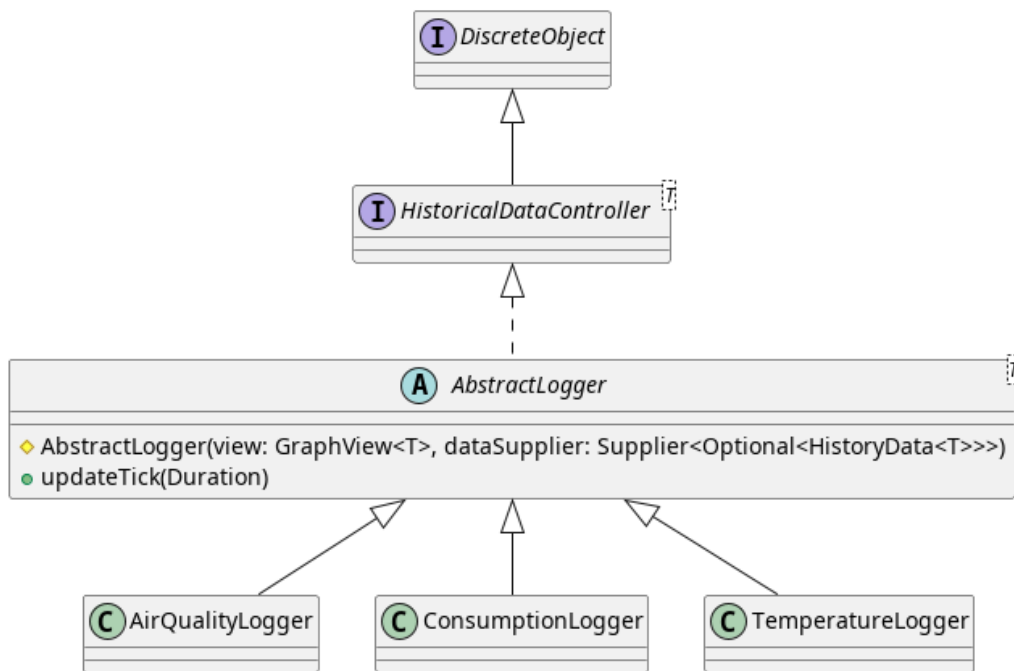 I DiscreteObject
I HistoricalDataController T
A AbstractLogger T
AbstractLogger(view: GraphView<T>, dataSupplier: Supplier<Optional<HistoryData<T>>>)
updateTick(Duration)
C AirQualityLogger C ConsumptionLogger C TemperatureLogger